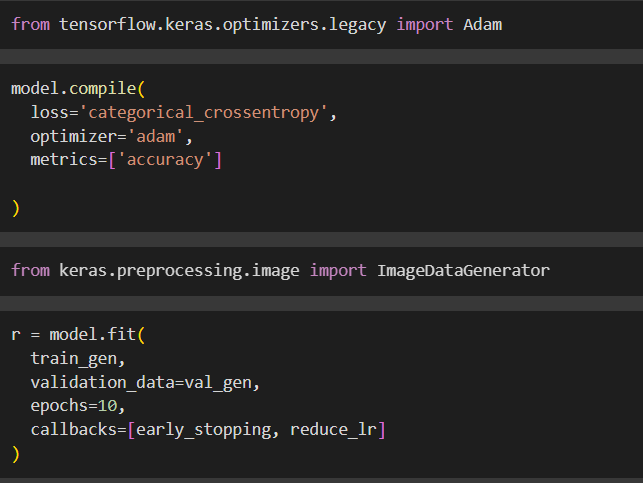 from tensorflow.keras.optimizers.legacy import Adam
model.compile(
  loss='categorical_crossentropy',
  optimizer='adam',
  metrics=['accuracy']
)
from keras.preprocessing.image import ImageDataGenerator
r = model.fit(
  train_gen,
  validation_data=val_gen,
  epochs=10,
  callbacks=[early_stopping, reduce_lr]
)